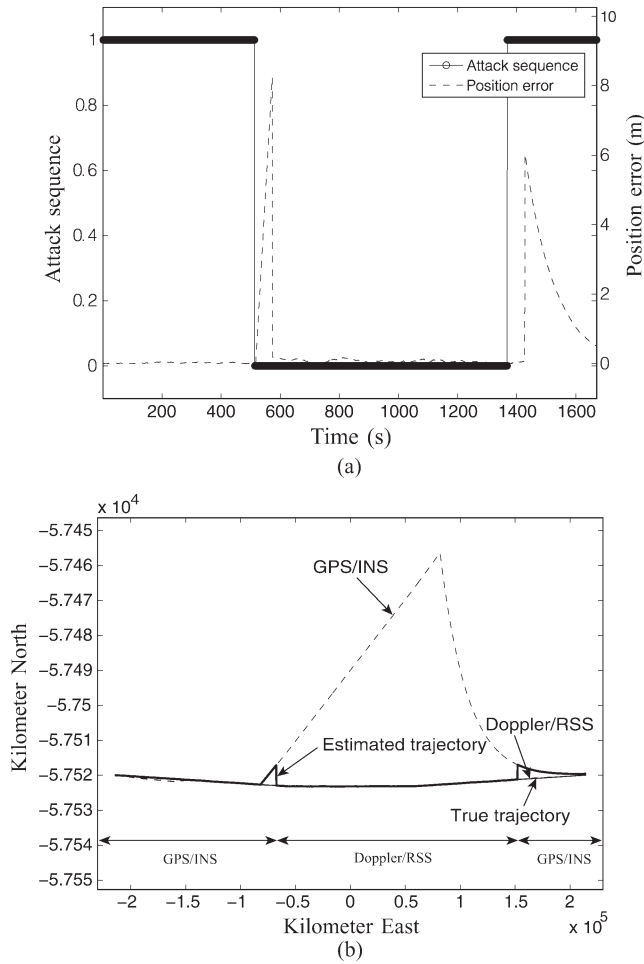 1
0.8
0.6
0.4
0.2
0
Attack sequence
10
8
6
4
2
0
Position error (m)
Attack sequence
Position error
200 400 600 800 1000 1200 1400 1600
Time (s)
(a)
x 10^4
−5.745
−5.746
−5.747
−5.748
−5.749
−5.75
−5.751
−5.752
−5.753
−5.754
−5.755
Kilometer North
GPS/INS
Doppler/RSS
Estimated trajectory
True trajectory
GPS/INS Doppler/RSS GPS/INS
−2 −1.5 −1 −0.5 0 0.5 1 1.5 2
x 10^5
Kilometer East
(b)